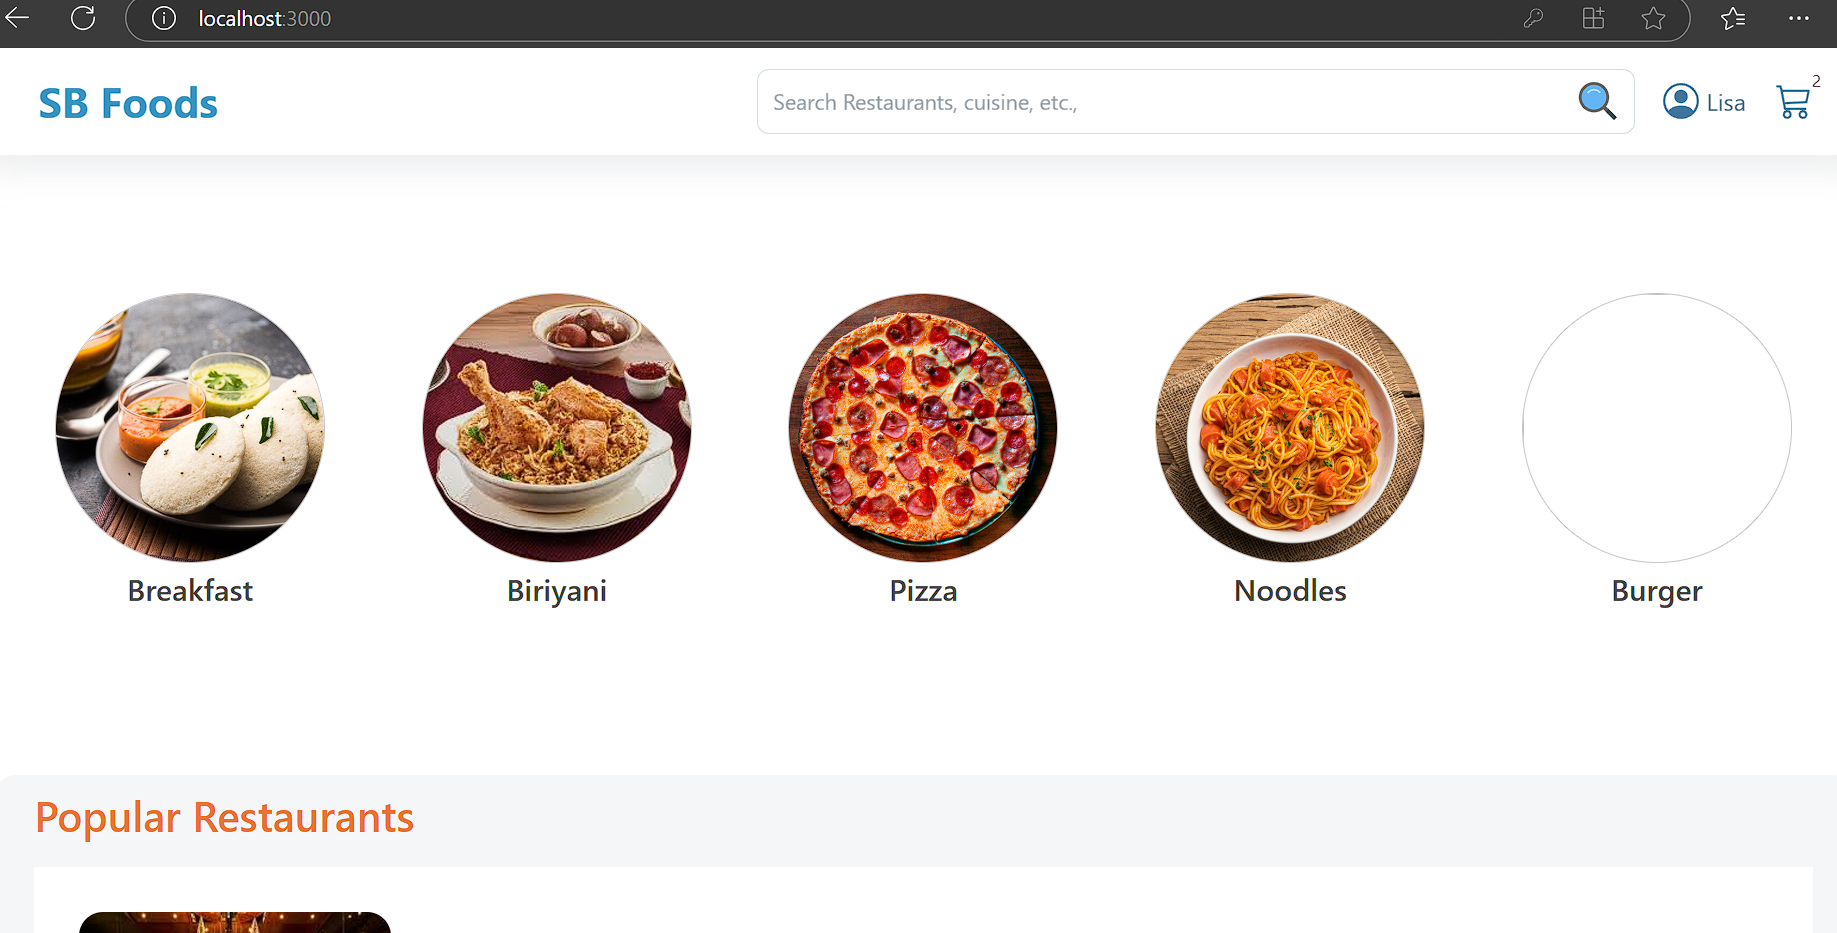 localhost:3000
SB Foods
Search Restaurants, cuisine, etc.,
Lisa
2
Breakfast
Biriyani
Pizza
Noodles
Burger
Popular Restaurants